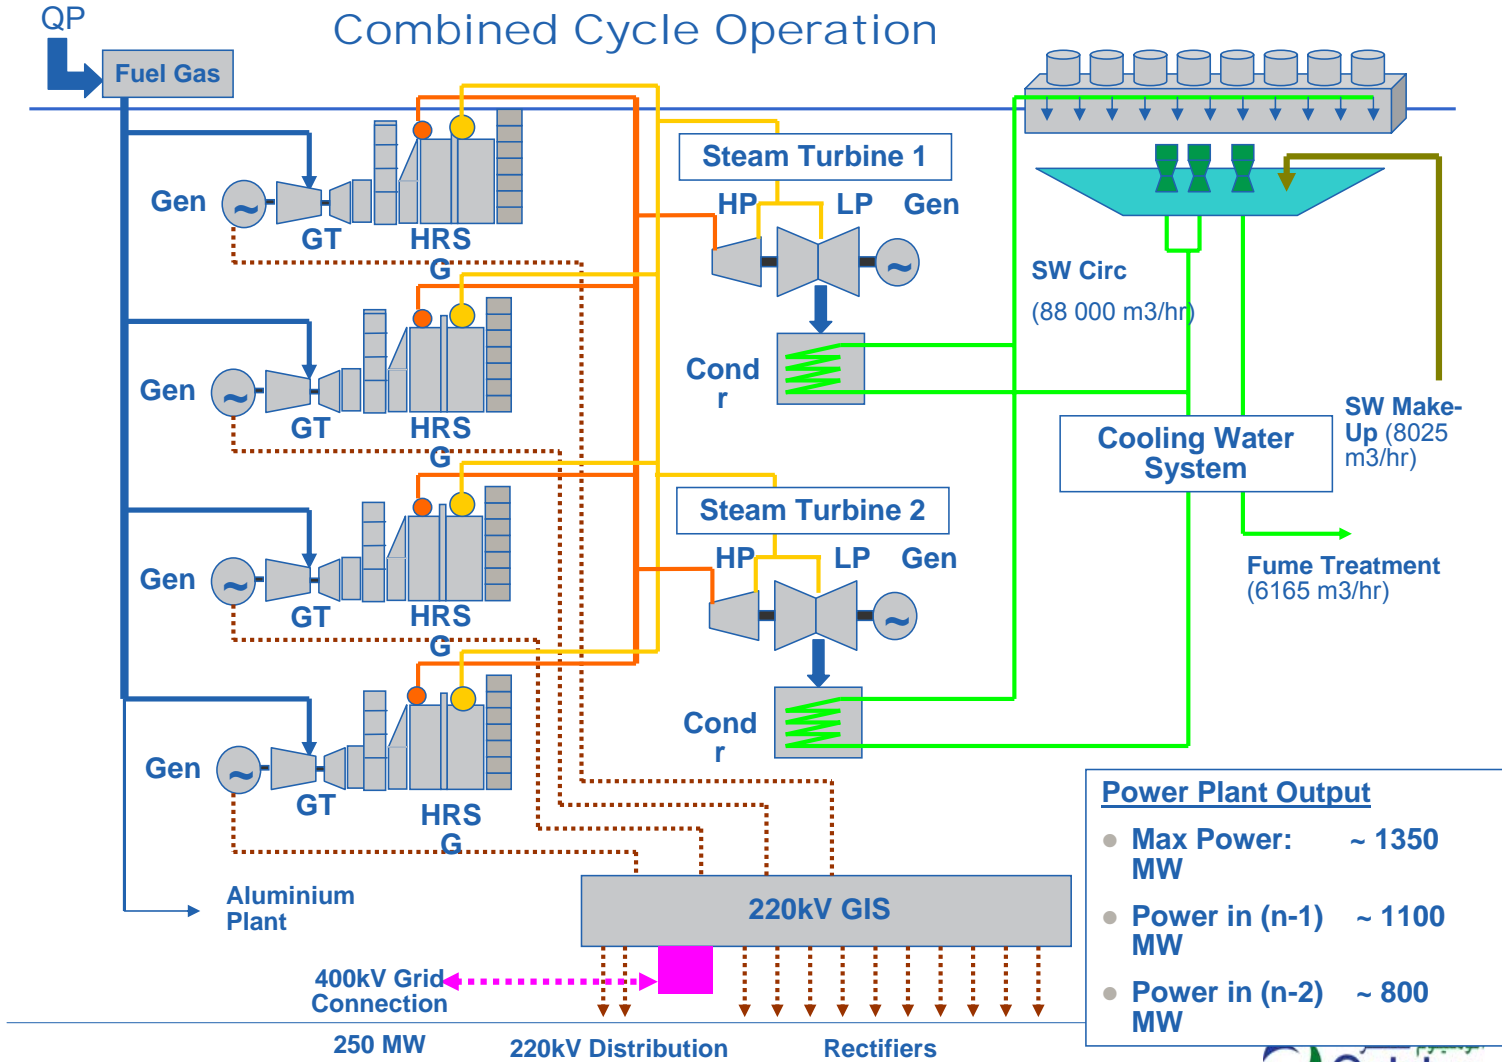 QP
Combined Cycle Operation
Fuel Gas
Steam Turbine 1
Gen
GT
HRS
G
HP
LP
Gen
SW Circ
(88 000 m3/hr)
Cond
r
Gen
GT
HRS
G
SW Make-
Up (8025
m3/hr)
Cooling Water
System
Steam Turbine 2
Gen
GT
HRS
G
HP
LP
Gen
Fume Treatment
(6165 m3/hr)
Cond
r
Gen
GT
HRS
G
Power Plant Output
Max Power: ~ 1350
MW
Power in (n-1) ~ 1100
MW
Power in (n-2) ~ 800
MW
Aluminium
Plant
220kV GIS
400kV Grid
Connection
250 MW
220kV Distribution
Rectifiers